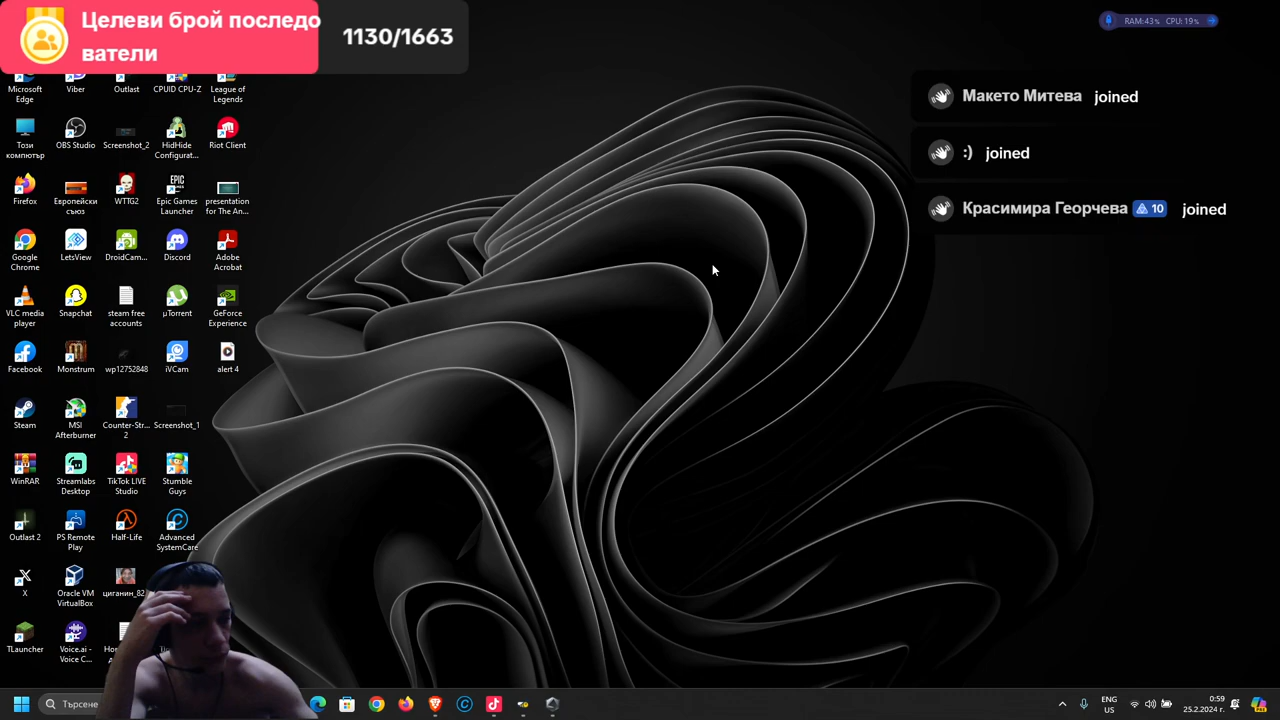 Целеви брой последо
ватели
1130/1663
RAM:43% CPU:19%
Макето Митева joined
:) joined
Красимира Георчева 10 joined
Microsoft
Edge
Viber
Outlast
CPUID CPU-Z
League of
Legends
Този
компютър
OBS Studio
Screenshot_2
HidHide
Configurat...
Riot Client
Firefox
Европейски
съюз
WTTG2
Epic Games
Launcher
presentation
for The An...
Google
Chrome
LetsView
DroidCam...
Discord
Adobe
Acrobat
VLC media
player
Snapchat
steam free
accounts
µTorrent
GeForce
Experience
Facebook
Monstrum
wp12752848
iVCam
alert 4
Steam
MSI
Afterburner
Counter-Str...
2
Screenshot_1
WinRAR
Streamlabs
Desktop
TikTok LIVE
Studio
Stumble
Guys
Outlast 2
PS Remote
Play
Half-Life
Advanced
SystemCare
X
Oracle VM
VirtualBox
TLauncher
Voice.ai -
Voice C...
Търсене
ENG
US
0:59
25.2.2024 г.